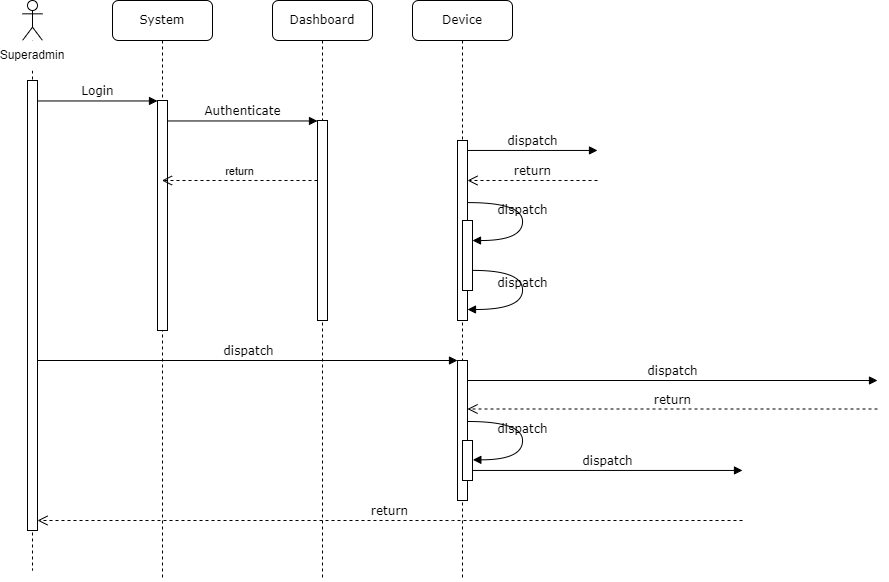 System
Dashboard
Device
Superadmin
Login
Authenticate
dispatch
return
return
dispatch
dispatch
dispatch
dispatch
return
dispatch
dispatch
return